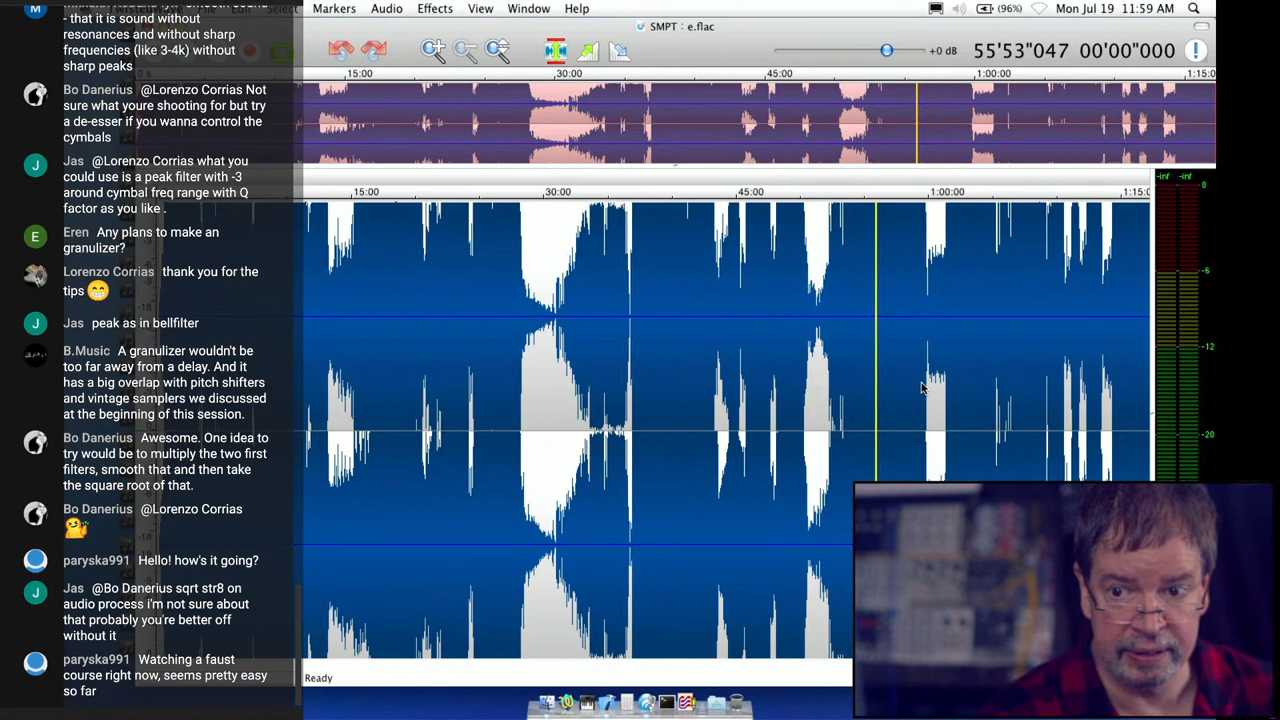 Markers Audio Effects View Window Help
(96%) Mon Jul 19 11:59 AM
SMPT : e.flac
+0 dB 55'53"047 00'00"000
15:00 30:00 45:00 1:00:00 1:15:0
15:00 30:00 45:00 1:00:00 1:15:0
-inf -inf
0
-6
-12
-20
Ready
- that it is sound without
resonances and without sharp
frequencies (like 3-4k) without
sharp peaks
Bo Danerius @Lorenzo Corrias Not
sure what youre shooting for but try
a de-esser if you wanna control the
cymbals
Jas @Lorenzo Corrias what you
could use is a peak filter with -3
around cymbal freq range with Q
factor as you like .
Eren Any plans to make an
granulizer?
Lorenzo Corrias thank you for the
tips
Jas peak as in bellfilter
B.Music A granulizer wouldn't be
too far away from a delay. And it
has a big overlap with pitch shifters
and vintage samplers we discussed
at the beginning of this session.
Bo Danerius Awesome. One idea to
try would be to multiply the two first
filters, smooth that and then take
the square root of that.
Bo Danerius @Lorenzo Corrias
paryska991 Hello! how's it going?
Jas @Bo Danerius sqrt str8 on
audio process i'm not sure about
that probably you're better off
without it
paryska991 Watching a faust
course right now, seems pretty easy
so far